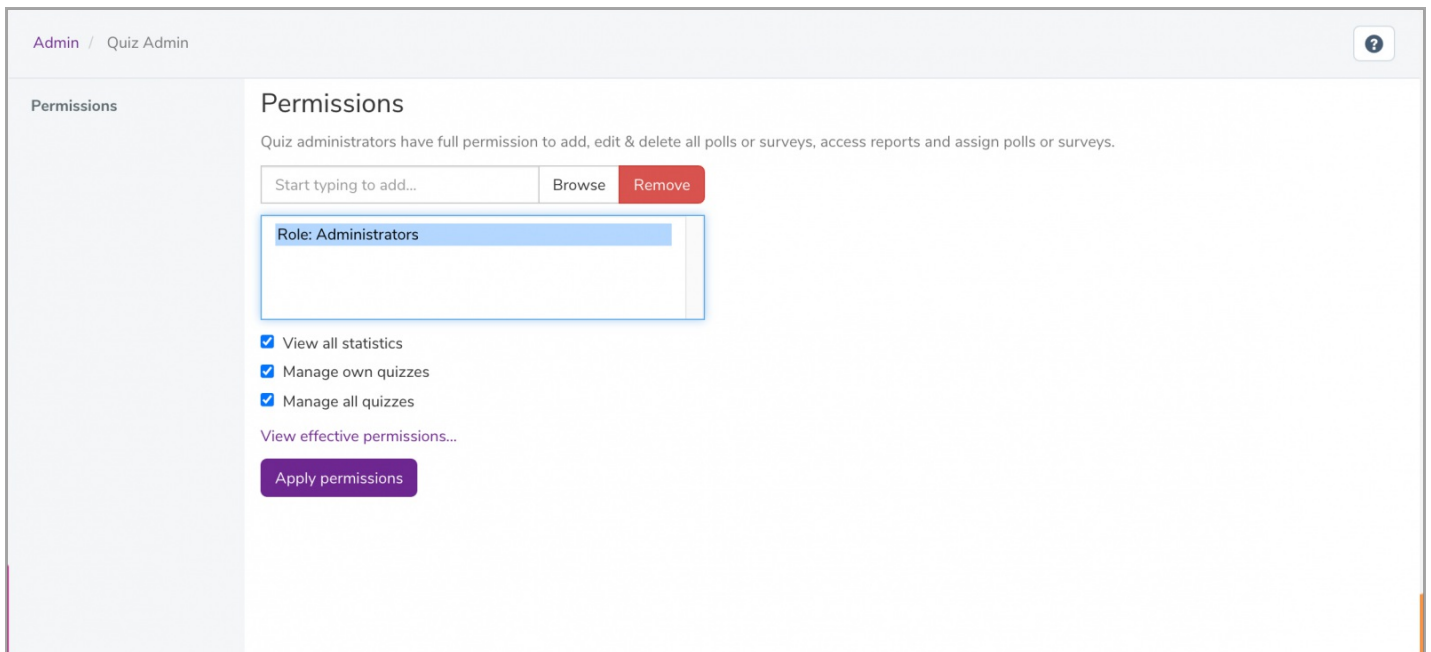 Admin / Quiz Admin
Permissions
Permissions
Quiz administrators have full permission to add, edit & delete all polls or surveys, access reports and assign polls or surveys.
Start typing to add... Browse Remove
Role: Administrators
View all statistics
Manage own quizzes
Manage all quizzes
View effective permissions...
Apply permissions